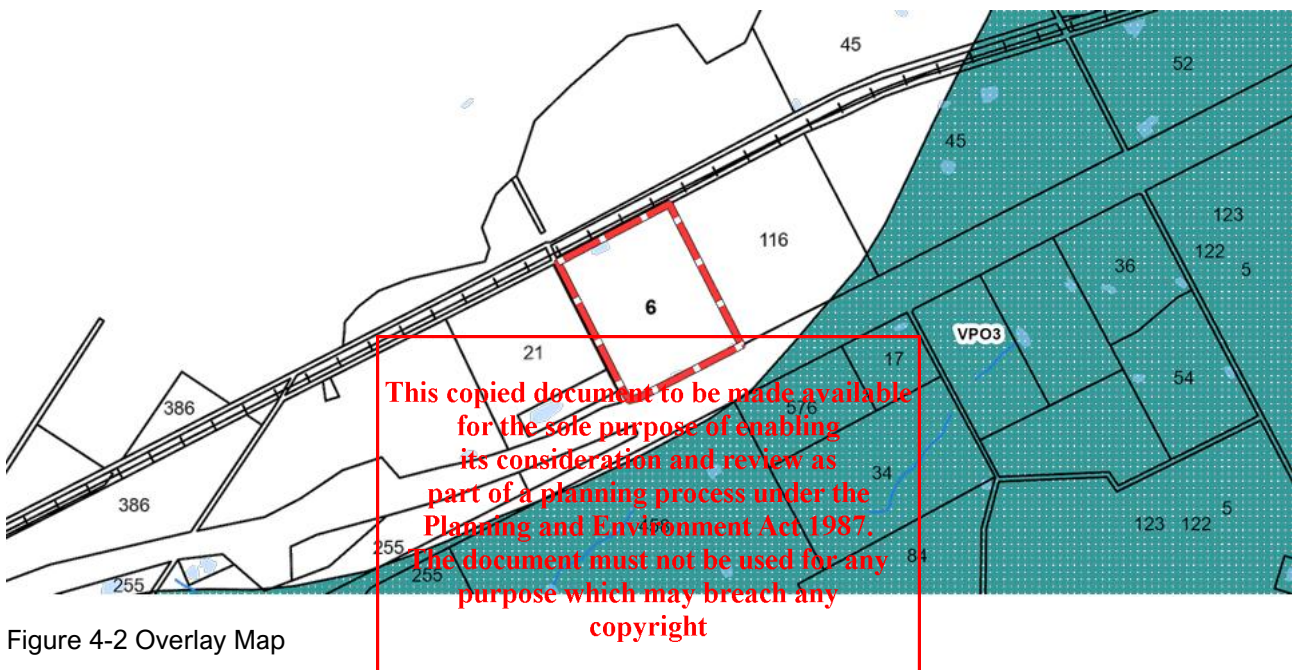 45
52
45
123
116
122
36
5
6
VPO3
21
17
54
386
576
34
5
386
458
123 122
255
84
255
255
This copied document to be made available
for the sole purpose of enabling
its consideration and review as
part of a planning process under the
Planning and Environment Act 1987.
The document must not be used for any
purpose which may breach any
copyright
Figure 4-2 Overlay Map